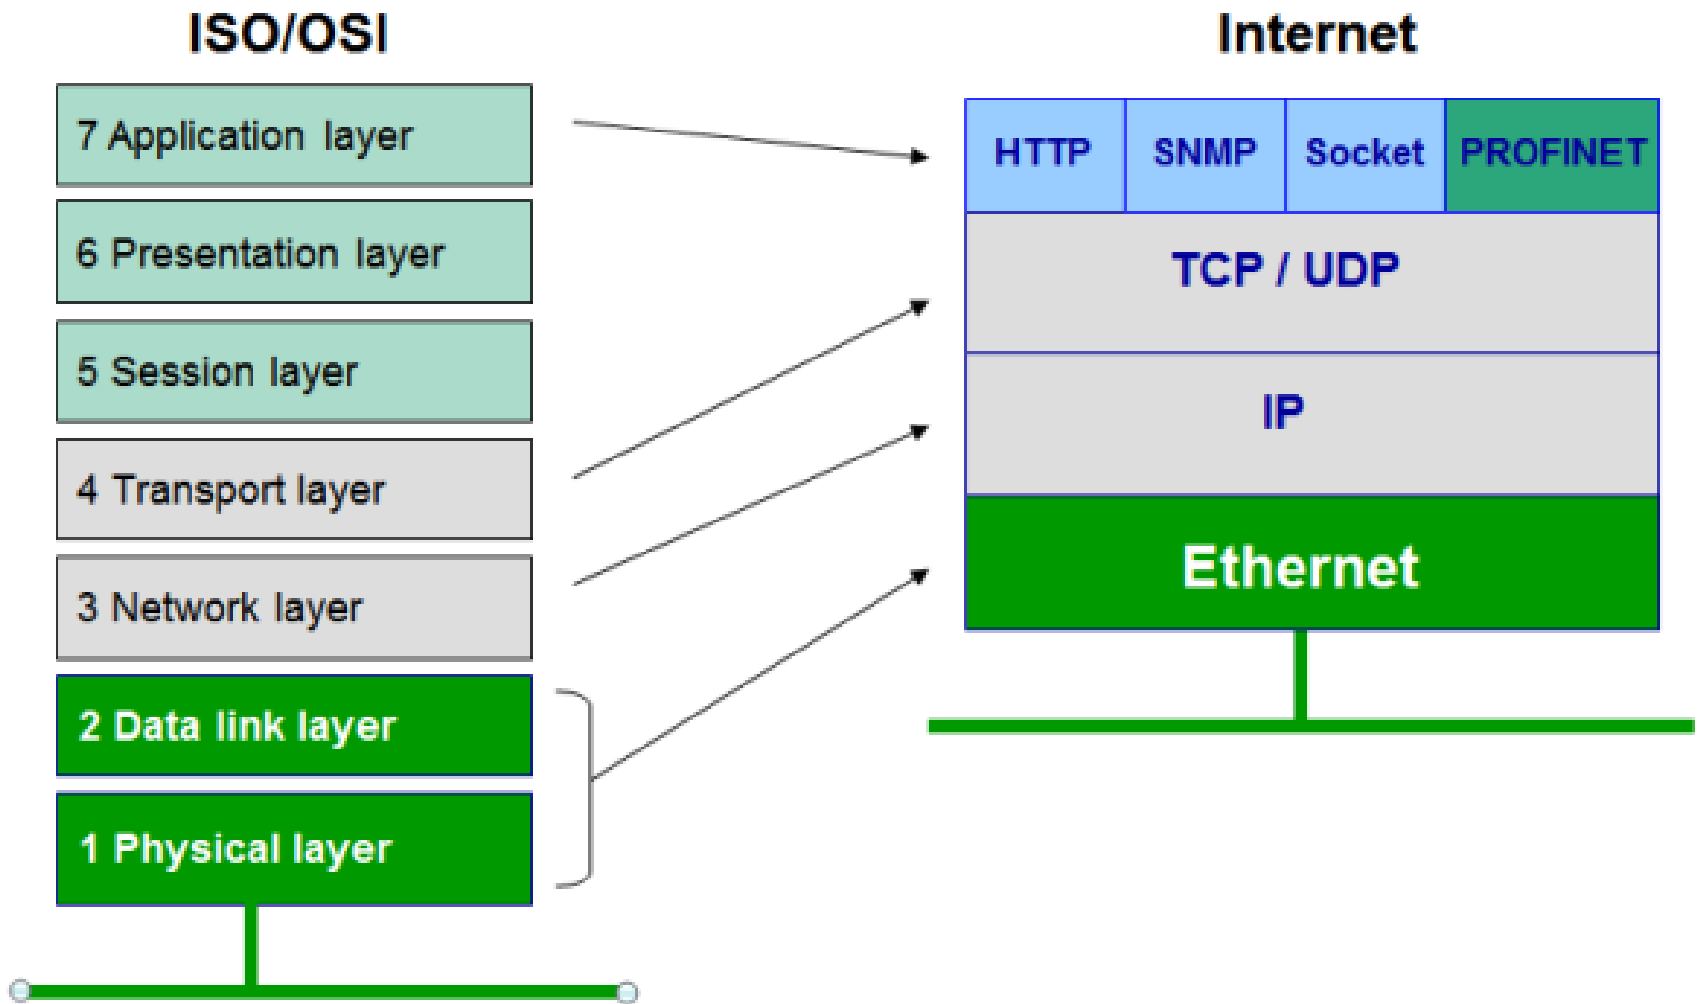 ISO/OSI
7 Application layer
6 Presentation layer
5 Session layer
4 Transport layer
3 Network layer
2 Data link layer
1 Physical layer
Internet
HTTP SNMP Socket PROFINET
TCP / UDP
IP
Ethernet